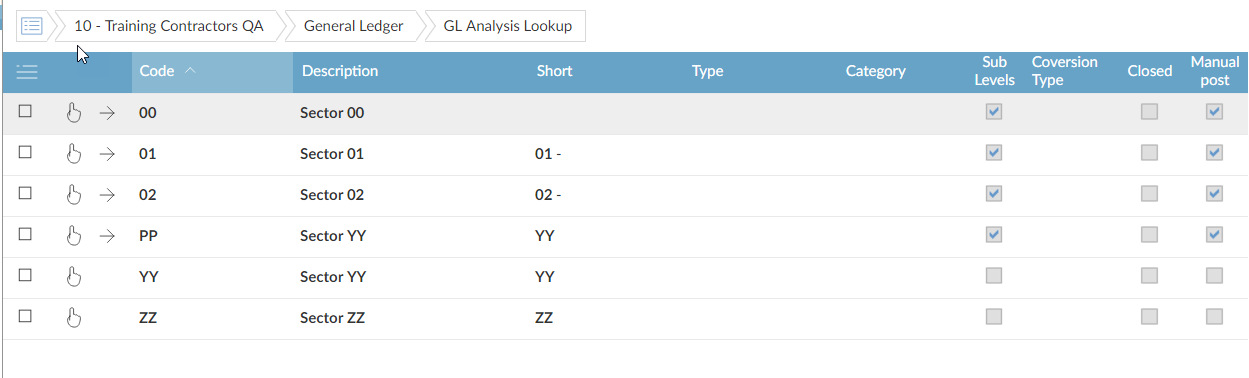 10 - Training Contractors QA General Ledger GL Analysis Lookup
Code Description Short Type Category Sub Levels Coversion Type Closed Manual post
00 Sector 00
01 Sector 01 01 -
02 Sector 02 02 -
PP Sector YY YY
YY Sector YY YY
ZZ Sector ZZ ZZ